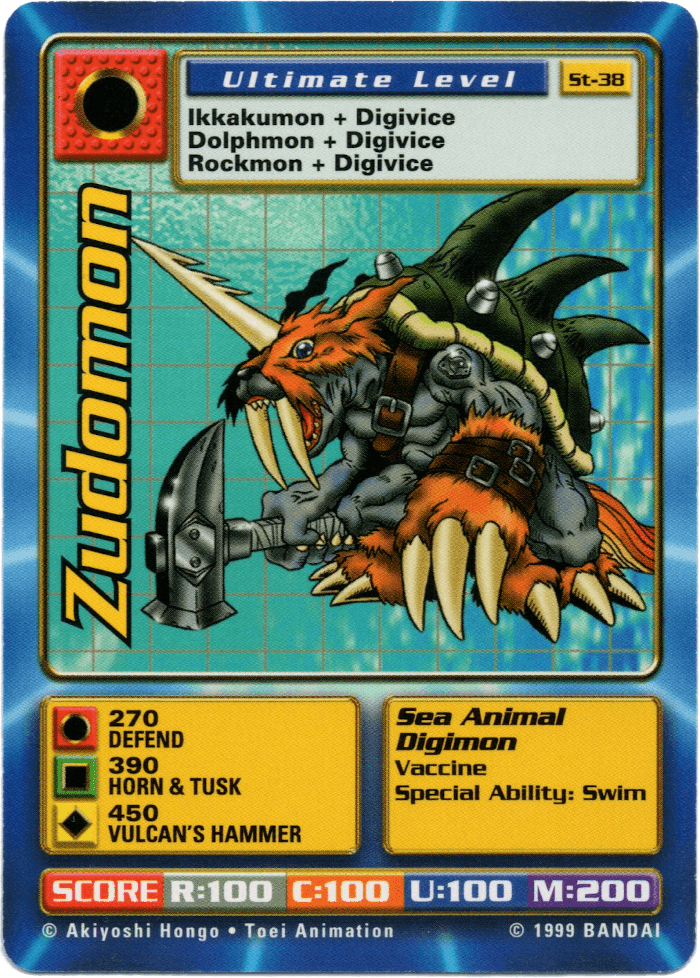 Ultimate Level
St-38
Ikkakumon + Digivice
Dolphmon + Digivice
Rockmon + Digivice
Zudomon
270
DEFEND
390
HORN & TUSK
450
VULCAN'S HAMMER
Sea Animal
Digimon
Vaccine
Special Ability: Swim
SCORE R:100 C:100 U:100 M:200
© Akiyoshi Hongo • Toei Animation © 1999 BANDAI